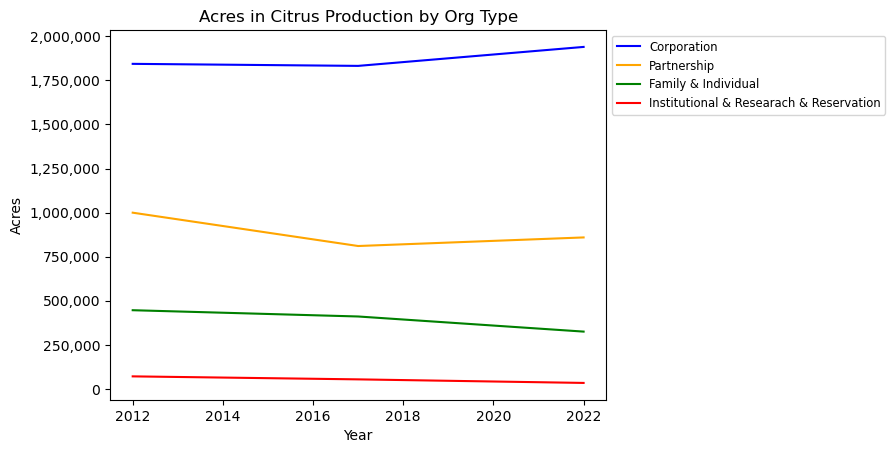 Acres in Citrus Production by Org Type
2,000,000
1,750,000
1,500,000
1,250,000
1,000,000
750,000
500,000
250,000
0
Acres
2012
2014
2016
2018
2020
2022
Year
Corporation
Partnership
Family & Individual
Institutional & Researach & Reservation